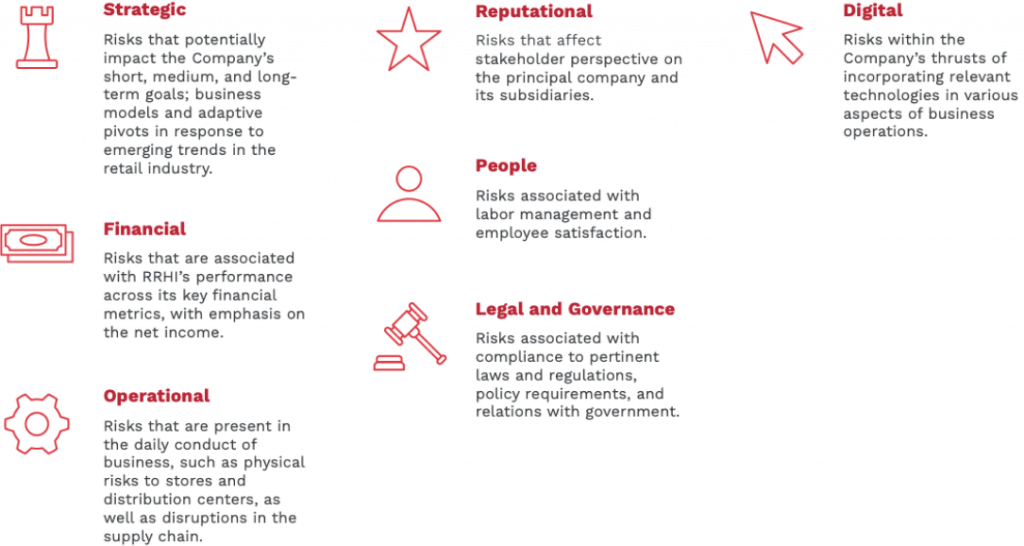 Strategic
Risks that potentially
impact the Company's
short, medium, and long-
term goals; business
models and adaptive
pivots in response to
emerging trends in the
retail industry.
Financial
Risks that are associated
with RRHI's performance
across its key financial
metrics, with emphasis on
the net income.
Operational
Risks that are present in
the daily conduct of
business, such as physical
risks to stores and
distribution centers, as
well as disruptions in the
supply chain.
Reputational
Risks that affect
stakeholder perspective on
the principal company and
its subsidiaries.
People
Risks associated with
labor management and
employee satisfaction.
Legal and Governance
Risks associated with
compliance to pertinent
laws and regulations,
policy requirements, and
relations with government.
Digital
Risks within the
Company's thrusts of
incorporating relevant
technologies in various
aspects of business
operations.